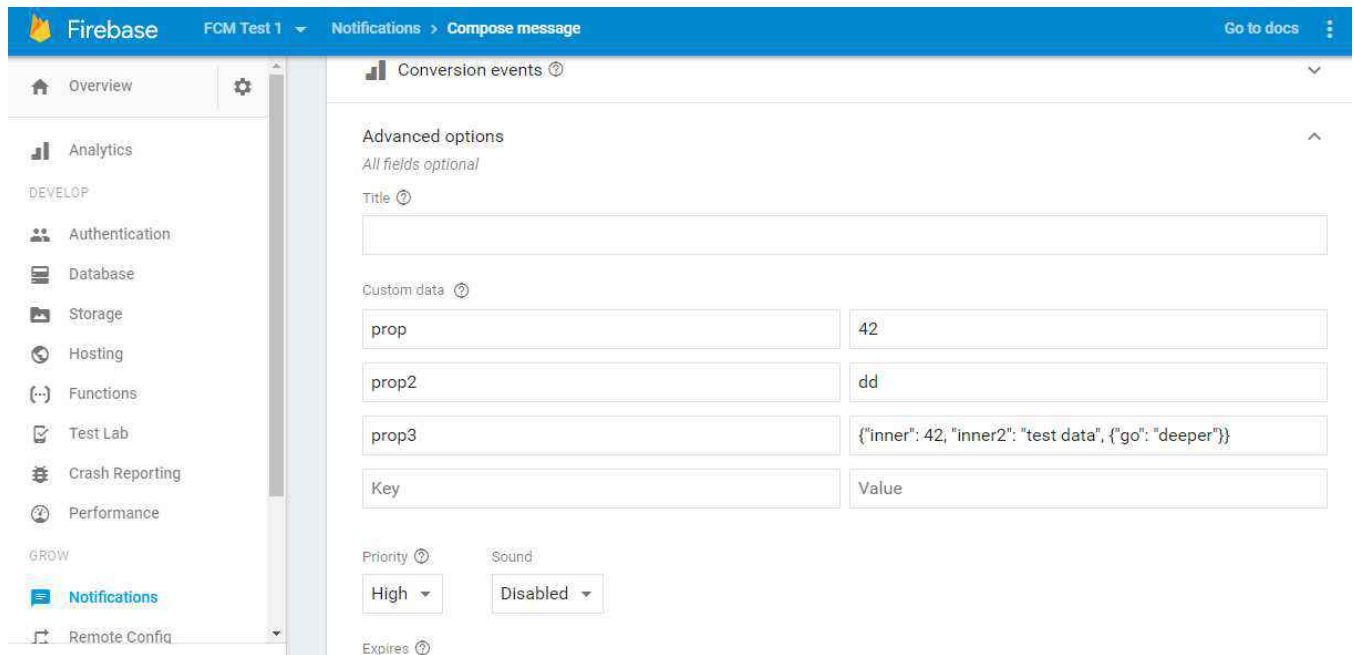 Firebase FCM Test 1 Notifications > Compose message Go to docs
Overview
Analytics
DEVELOP
Authentication
Database
Storage
Hosting
Functions
Test Lab
Crash Reporting
Performance
GROW
Notifications
Remote Config
Conversion events
Advanced options
All fields optional
Title
Custom data
prop 42
prop2 dd
prop3 {"inner": 42, "inner2": "test data", {"go": "deeper"}}
Key Value
Priority Sound
High Disabled
Expires